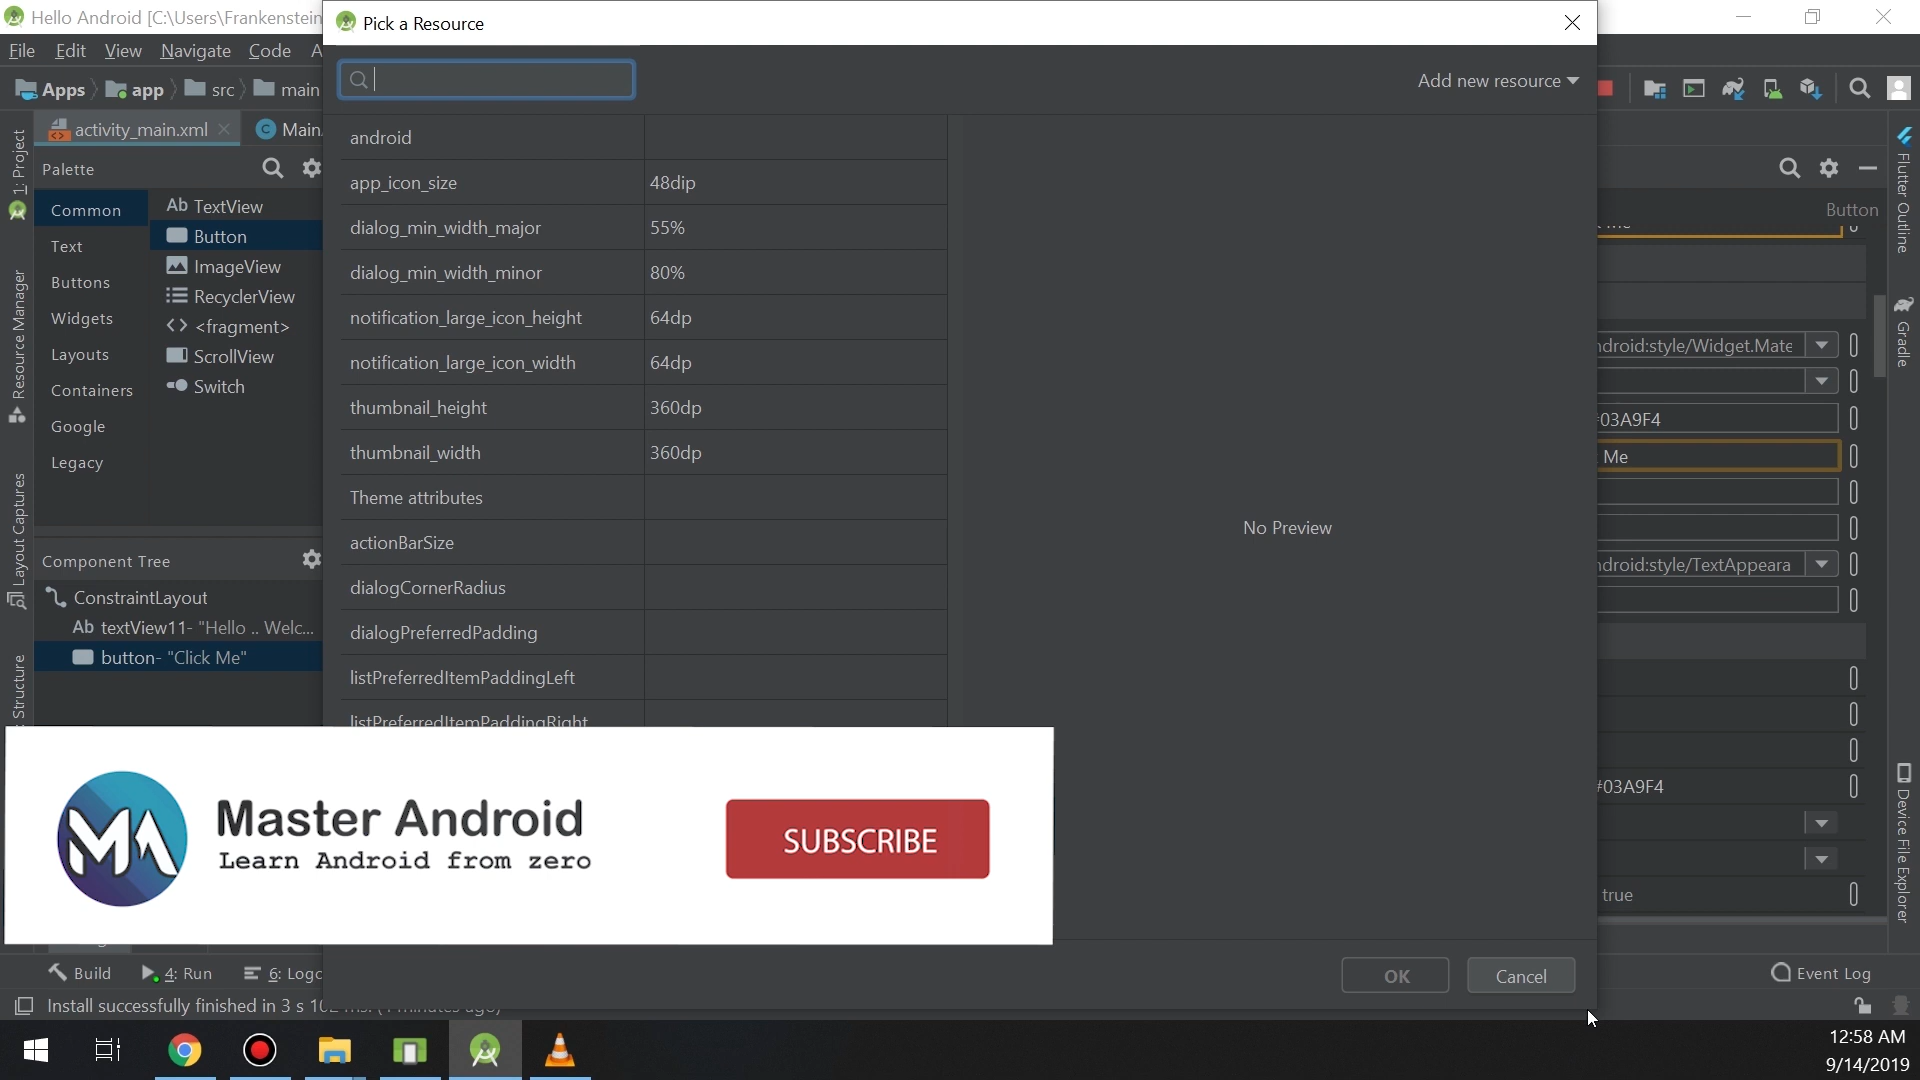 Hello Android [C:\Users\Frankenstein
Pick a Resource
File Edit View Navigate Code A
Apps app src main
Add new resource
activity_main.xml
Main.
1: Project
Palette
Common
Text
Buttons
Widgets
Layouts
Containers
Google
Legacy
Ab TextView
Button
ImageView
RecyclerView
<fragment>
ScrollView
Switch
Resource Manager
Layout Captures
Structure
Component Tree
ConstraintLayout
Ab textView11- "Hello .. Welc...
button- "Click Me"
android
app_icon_size 48dip
dialog_min_width_major 55%
dialog_min_width_minor 80%
notification_large_icon_height 64dp
notification_large_icon_width 64dp
thumbnail_height 360dp
thumbnail_width 360dp
Theme attributes
actionBarSize
dialogCornerRadius
dialogPreferredPadding
listPreferredItemPaddingLeft
listPreferredItemPaddingRight
No Preview
Button
ndroid:style/Widget.Mate
#03A9F4
Me
ndroid:style/TextAppeara
#03A9F4
true
Flutter Outline
Gradle
Device File Explorer
MA
Master Android
Learn Android from zero
SUBSCRIBE
OK
Cancel
Build
4: Run
6: Logc
Event Log
Install successfully finished in 3 s
12:58 AM
9/14/2019